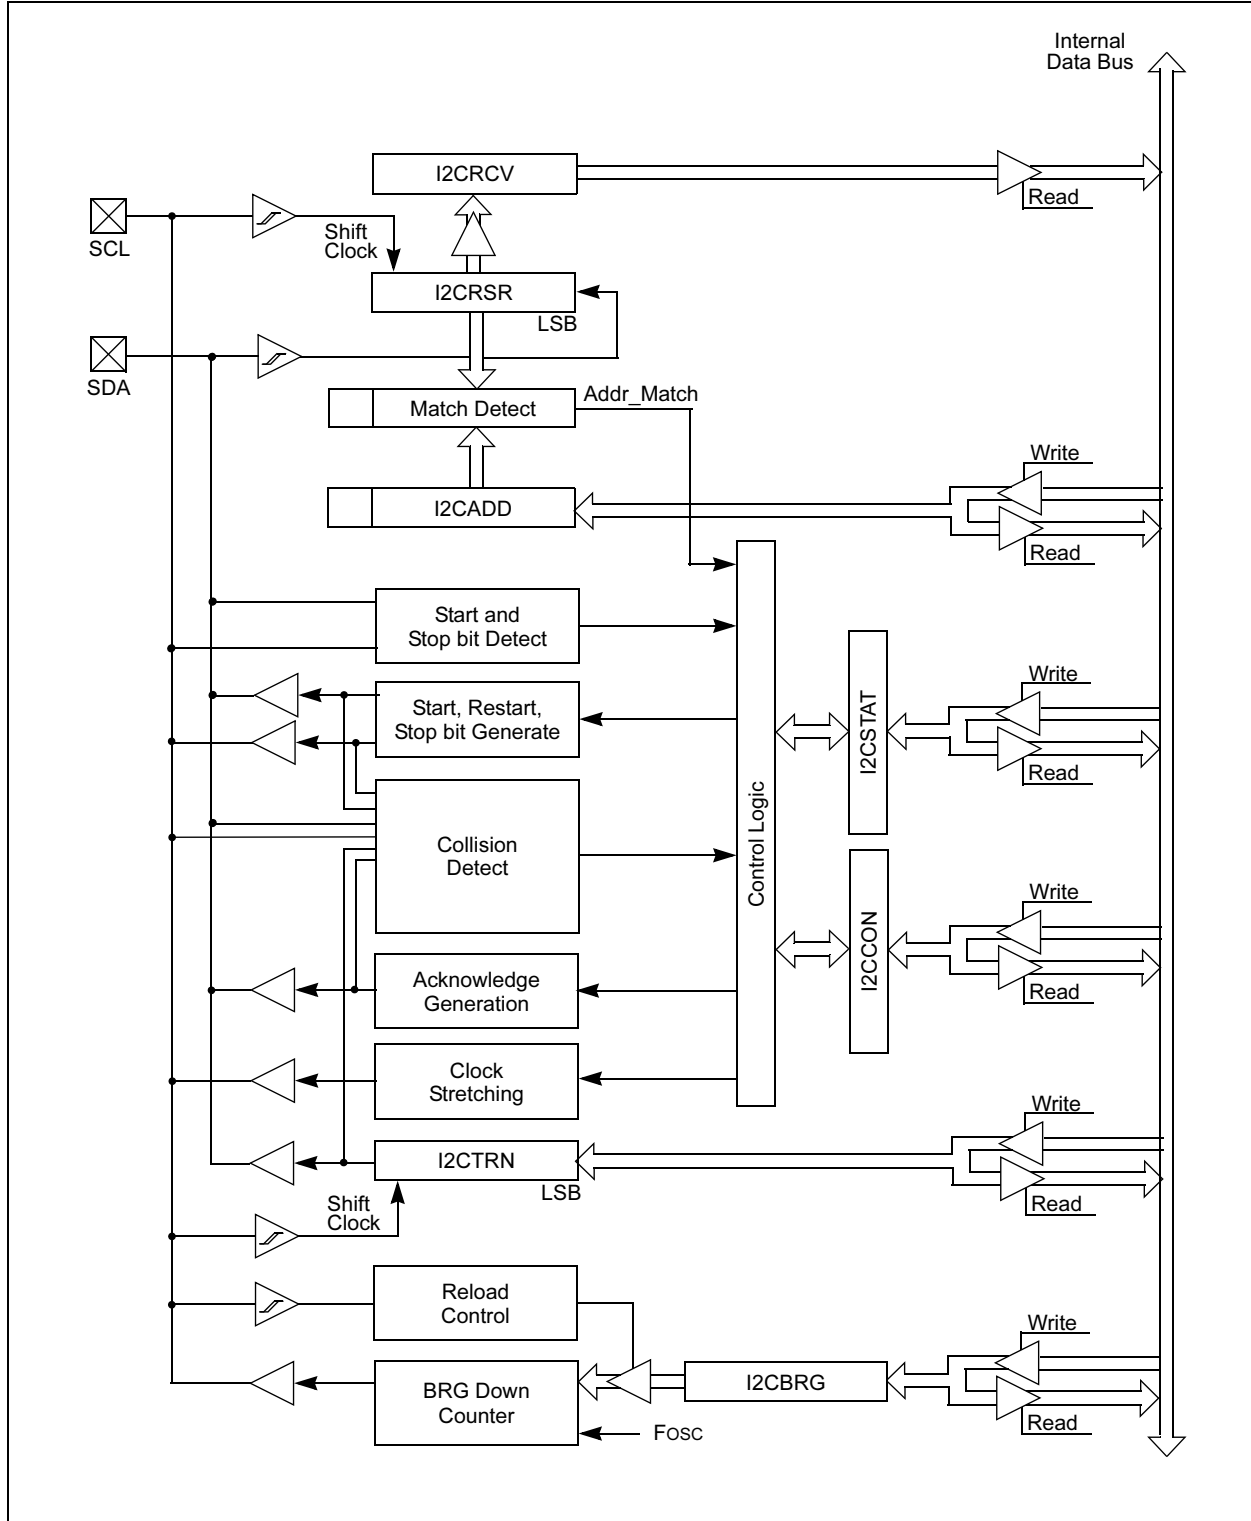 Internal
Data Bus
I2CRCV
Read
SCL
Shift
Clock
I2CRSR
LSB
SDA
Match Detect
Addr_Match
Write
I2CADD
Read
Start and
Stop bit Detect
Start, Restart,
Stop bit Generate
Write
I2CSTAT
Read
Collision
Detect
Control Logic
Write
I2CCON
Read
Acknowledge
Generation
Clock
Stretching
Write
I2CTRN
LSB
Read
Shift
Clock
Reload
Control
Write
I2CBRG
BRG Down
Counter
Read
FOSC